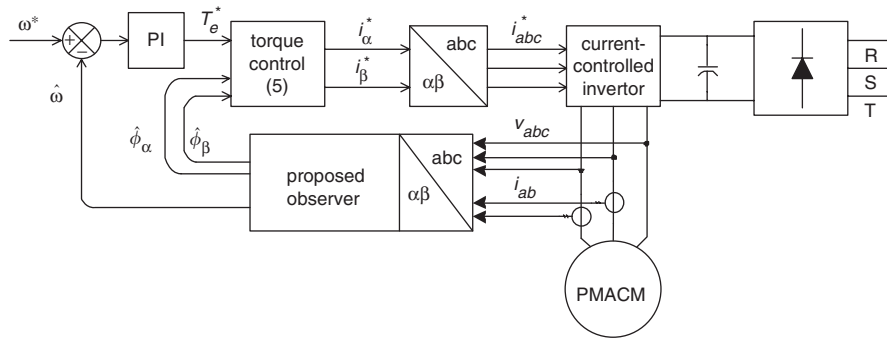 ω*
+
−
PI
T_e^*
torque
control
(5)
i_α^*
i_β^*
abc
αβ
i_abc^*
current-
controlled
invertor
R
S
T
ω̂
ϕ̂_α
ϕ̂_β
proposed
observer
abc
αβ
v_abc
i_ab
PMACM